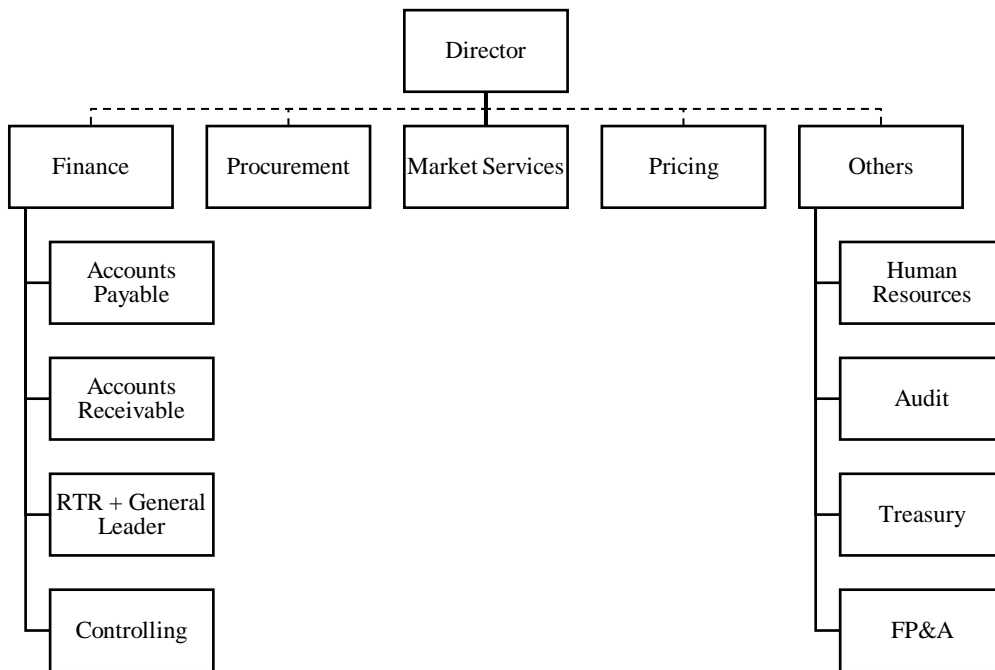 Director
Finance
Procurement
Market Services
Pricing
Others
Accounts
Payable
Accounts
Receivable
RTR + General
Leader
Controlling
Human
Resources
Audit
Treasury
FP&A